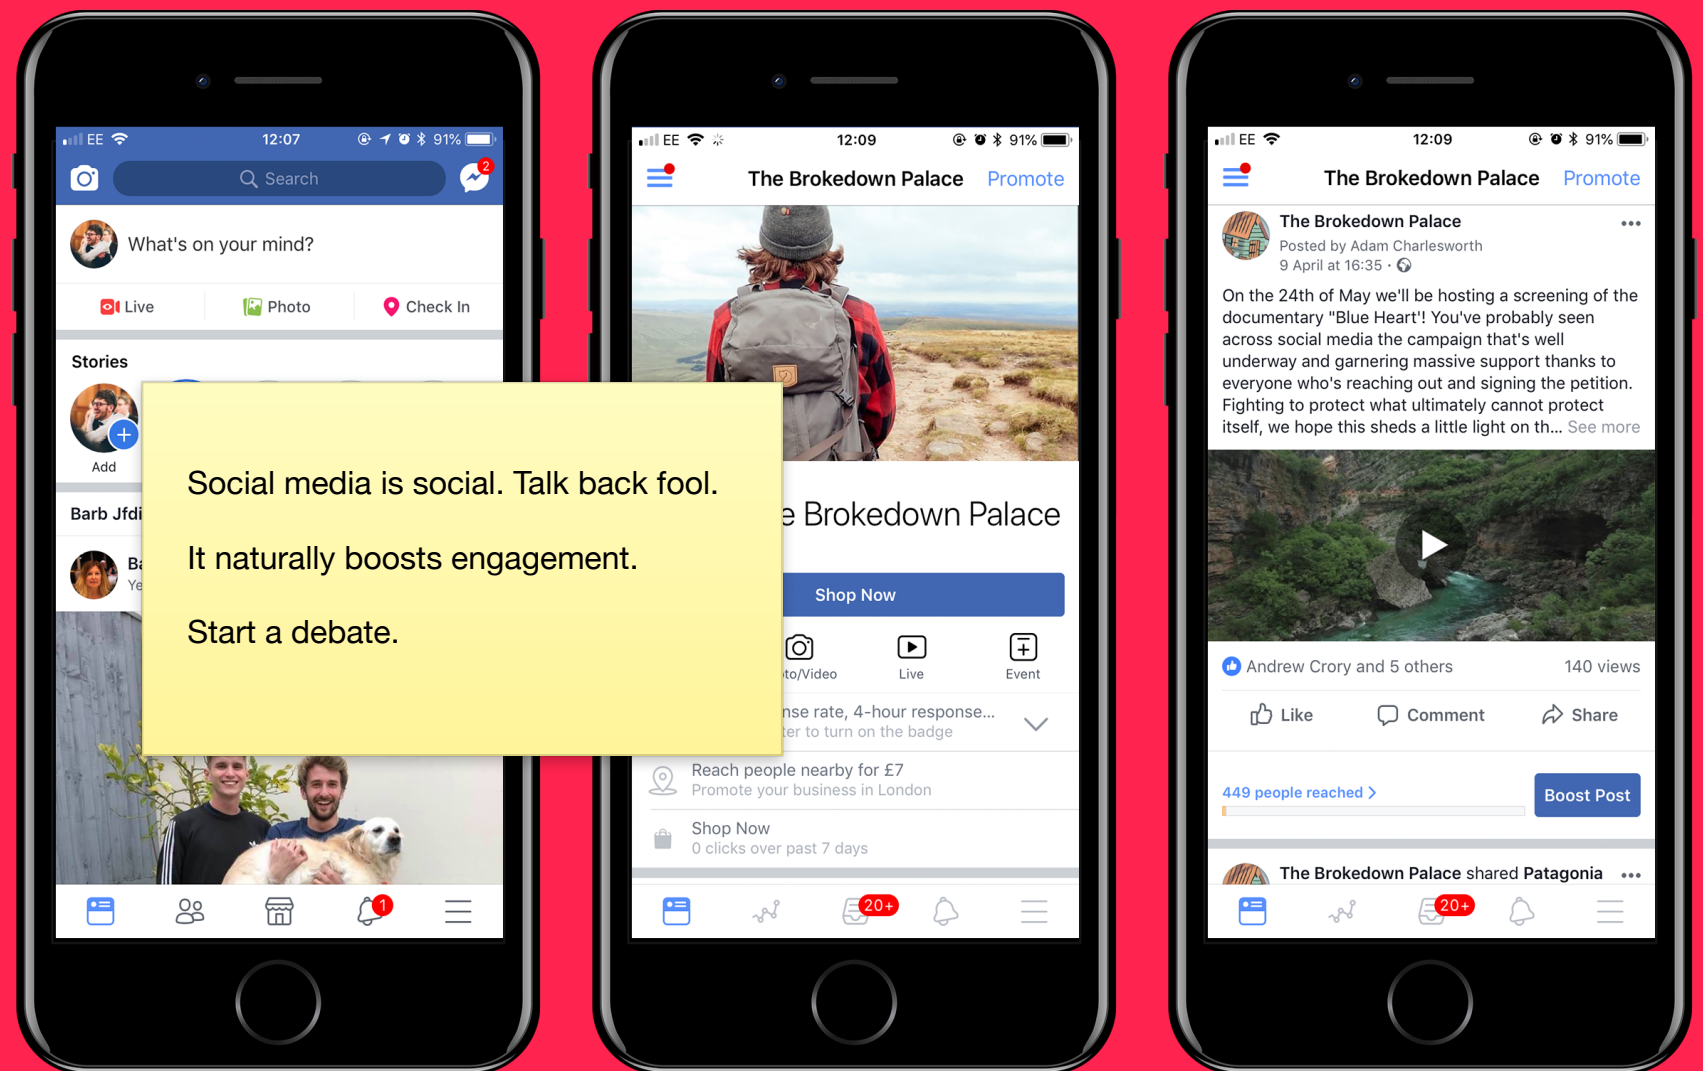 EE
12:07
91%
Search
2
What's on your mind?
Live
Photo
Check In
Stories
Add
Barb Jfdi
Social media is social. Talk back fool.
It naturally boosts engagement.
Start a debate.
1
EE
12:09
91%
The Brokedown Palace
Promote
Brokedown Palace
Shop Now
Live
Event
rate, 4-hour response...
to turn on the badge
Reach people nearby for £7
Promote your business in London
Shop Now
0 clicks over past 7 days
20+
EE
12:09
91%
The Brokedown Palace
Promote
The Brokedown Palace
Posted by Adam Charlesworth
9 April at 16:35 ·
On the 24th of May we'll be hosting a screening of the
documentary "Blue Heart'! You've probably seen
across social media the campaign that's well
underway and garnering massive support thanks to
everyone who's reaching out and signing the petition.
Fighting to protect what ultimately cannot protect
itself, we hope this sheds a little light on th... See more
Andrew Crory and 5 others
140 views
Like
Comment
Share
449 people reached >
Boost Post
The Brokedown Palace shared Patagonia
20+